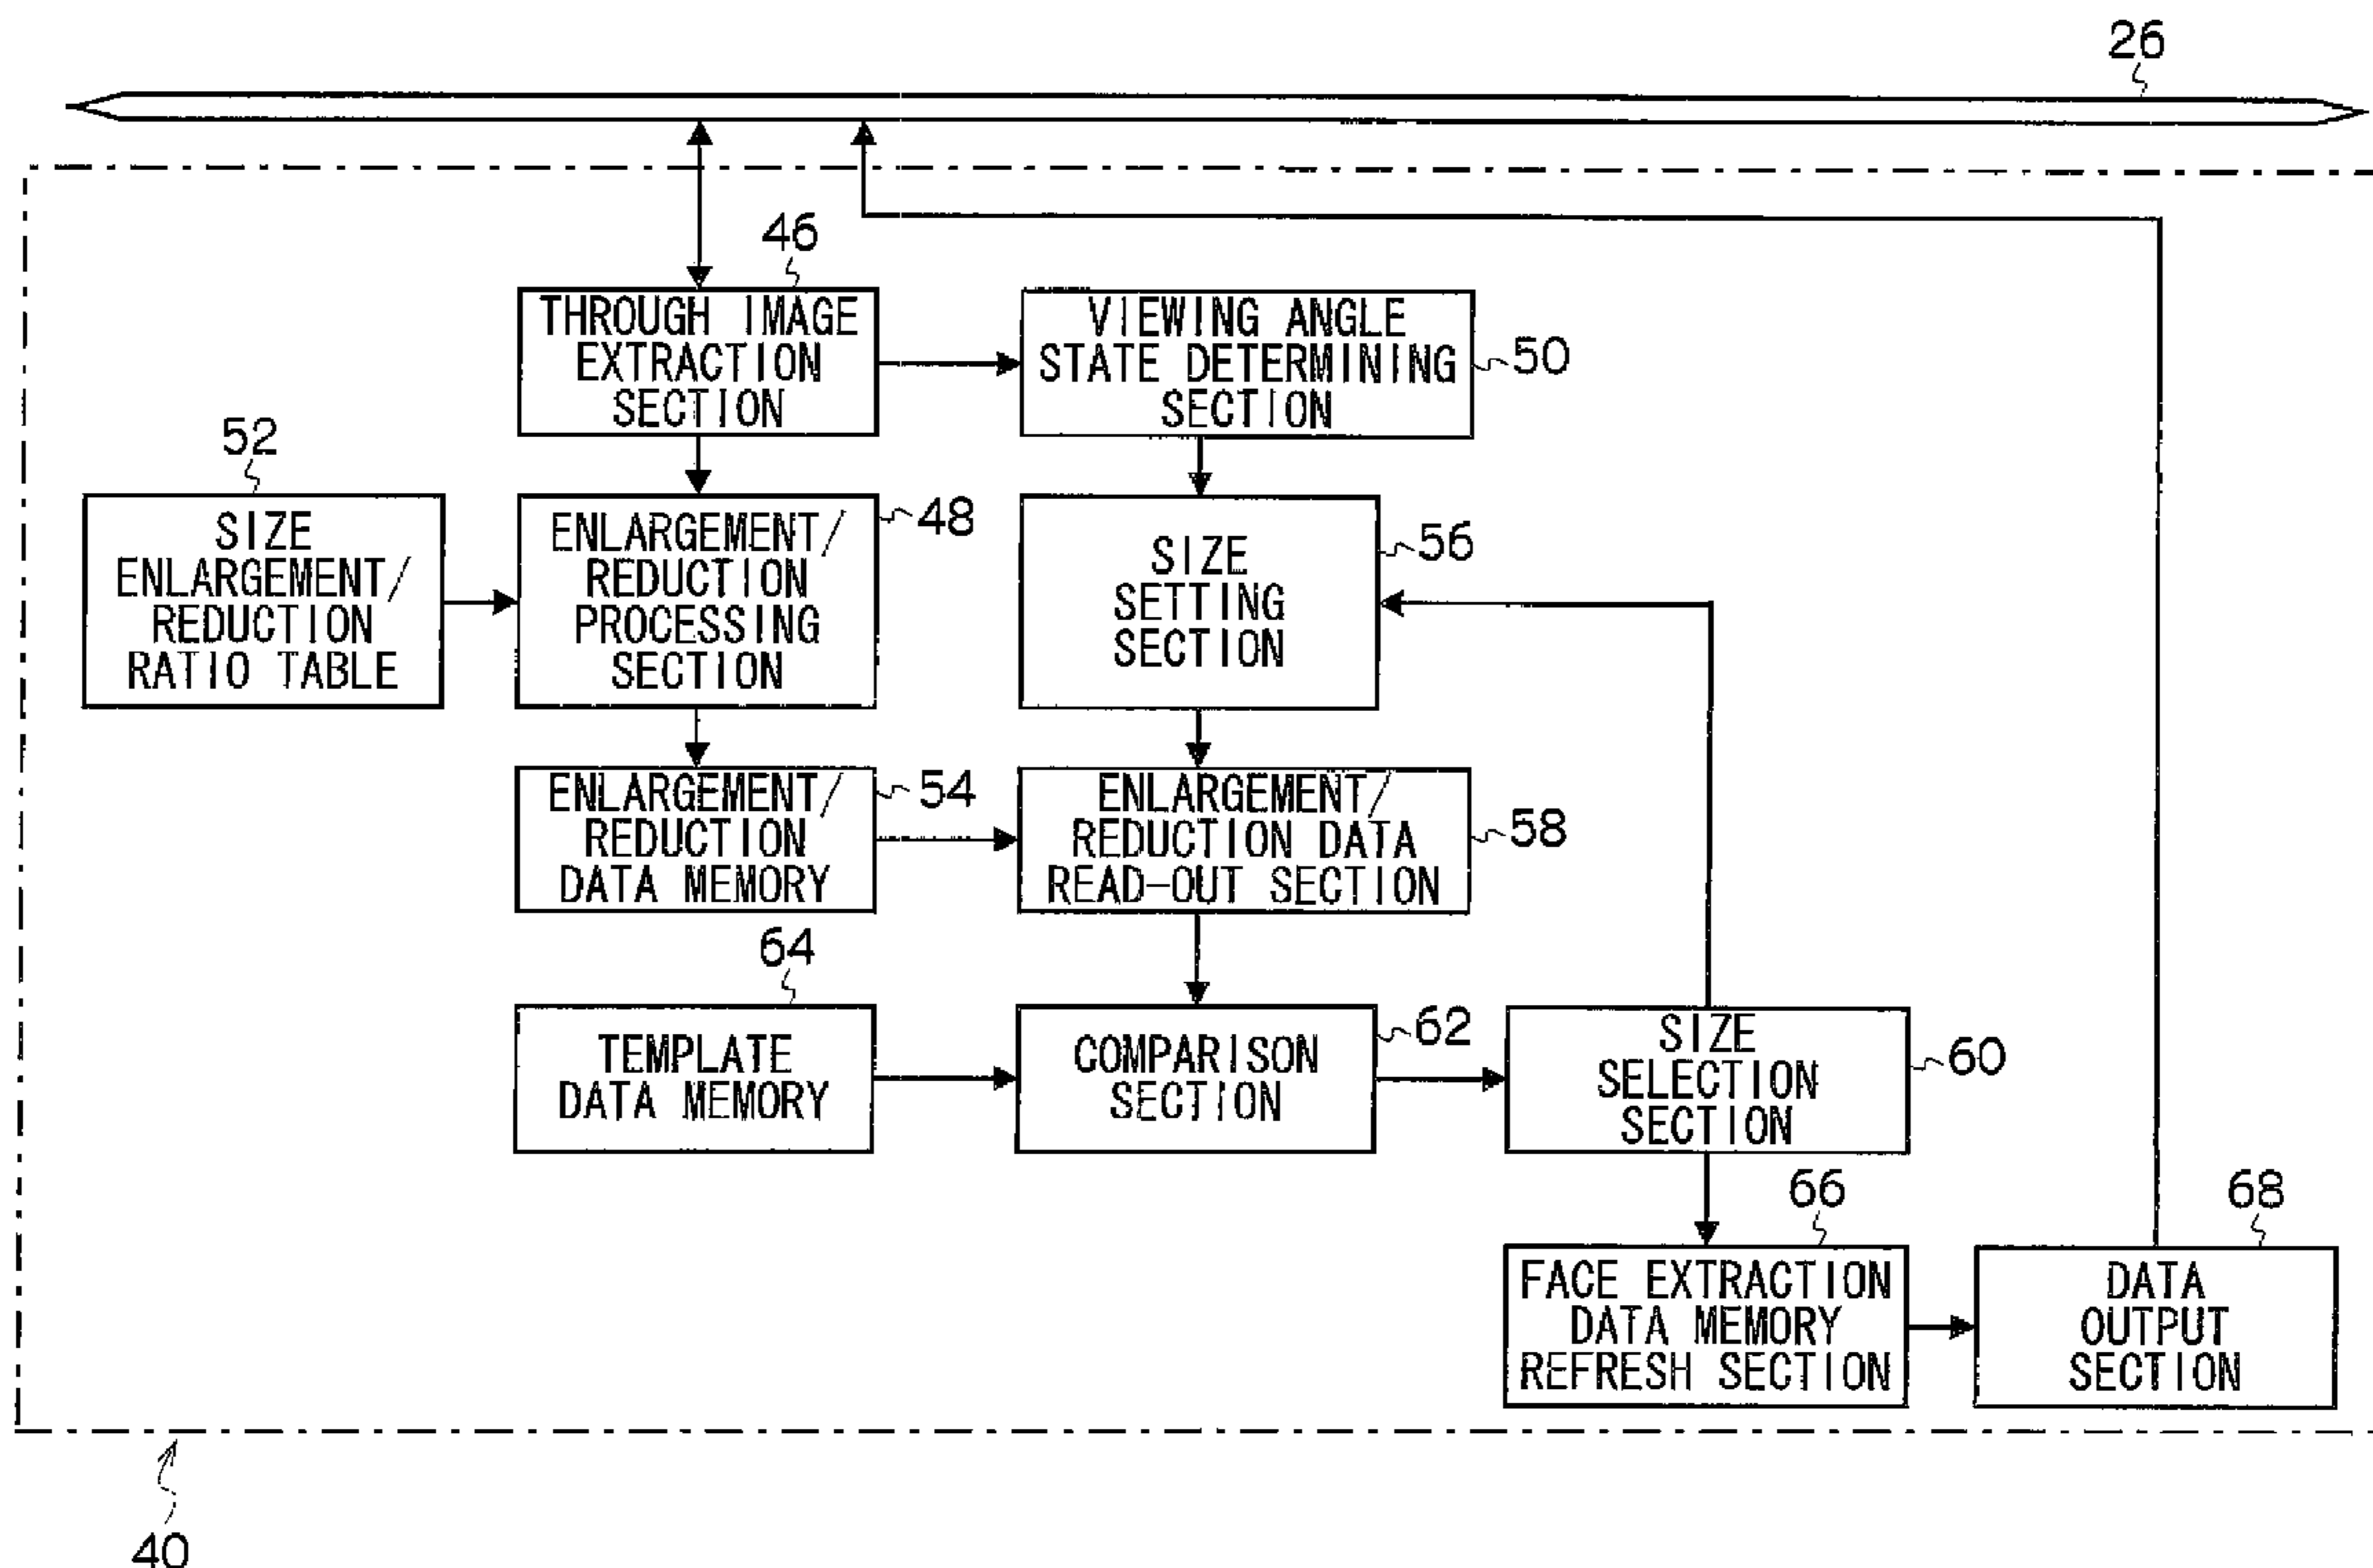 26
46
THROUGH IMAGE
EXTRACTION
SECTION
VIEWING ANGLE
STATE DETERMINING
SECTION
50
52
SIZE
ENLARGEMENT/
REDUCTION
RATIO TABLE
ENLARGEMENT/
REDUCTION
PROCESSING
SECTION
48
SIZE
SETTING
SECTION
56
ENLARGEMENT/
REDUCTION
DATA MEMORY
54
ENLARGEMENT/
REDUCTION DATA
READ-OUT SECTION
58
64
TEMPLATE
DATA MEMORY
COMPARISON
SECTION
62
SIZE
SELECTION
SECTION
60
66
FACE EXTRACTION
DATA MEMORY
REFRESH SECTION
68
DATA
OUTPUT
SECTION
40